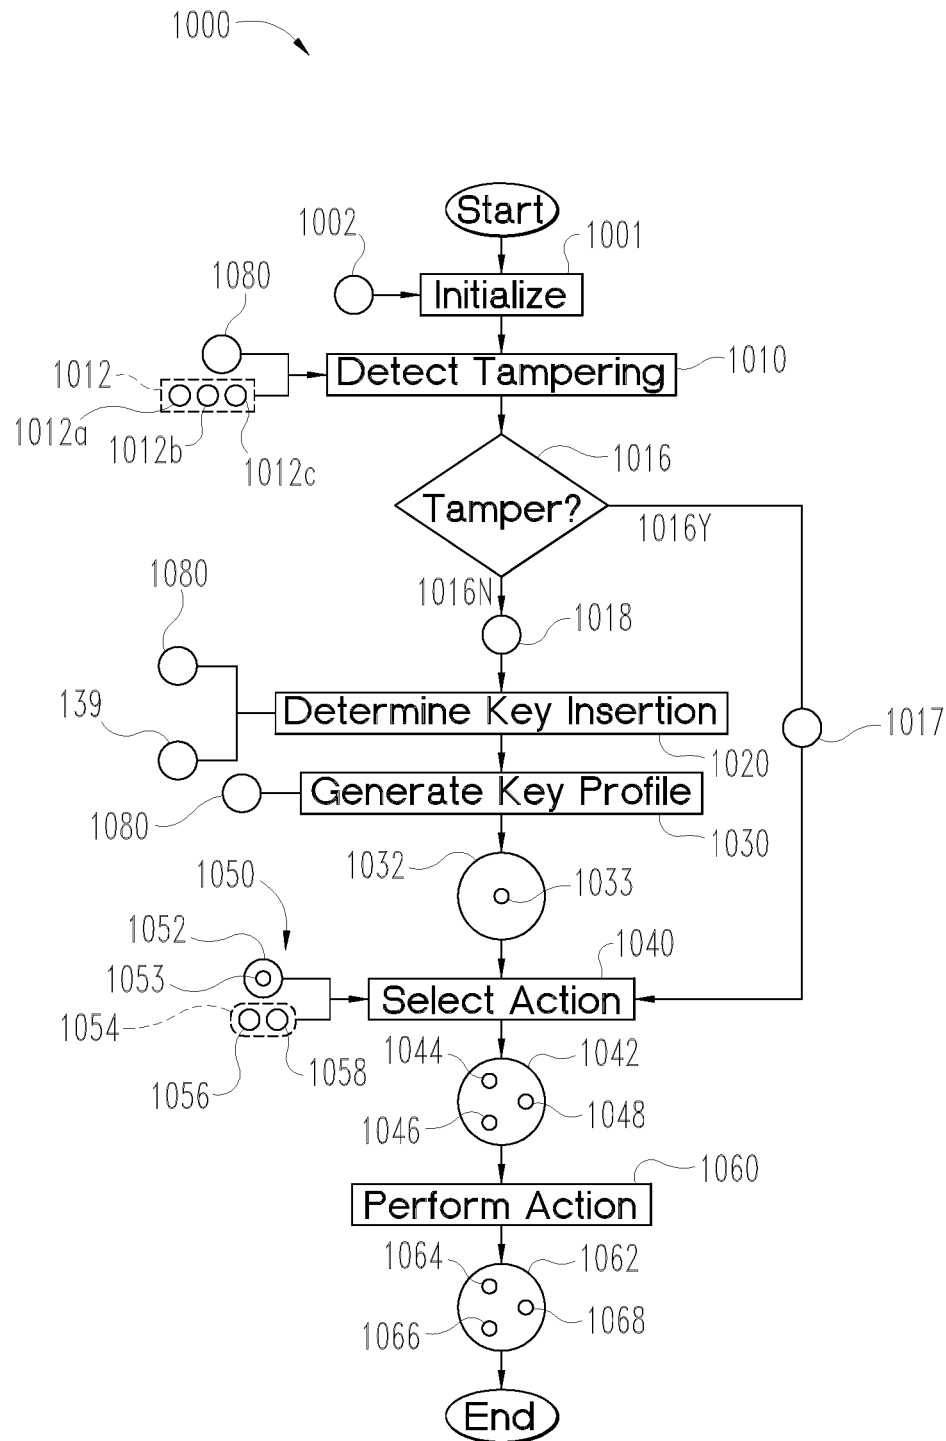 1000
Start
1002
1001
Initialize
1080
1012
Detect Tampering
1010
1012a
1012b
1012c
1016
Tamper?
1016Y
1016N
1080
1018
139
Determine Key Insertion
1017
1020
Generate Key Profile
1080
1030
1032
1033
1050
1052
1053
1040
Select Action
1054
1056
1058
1044
1042
1046
1048
1060
Perform Action
1064
1062
1066
1068
End